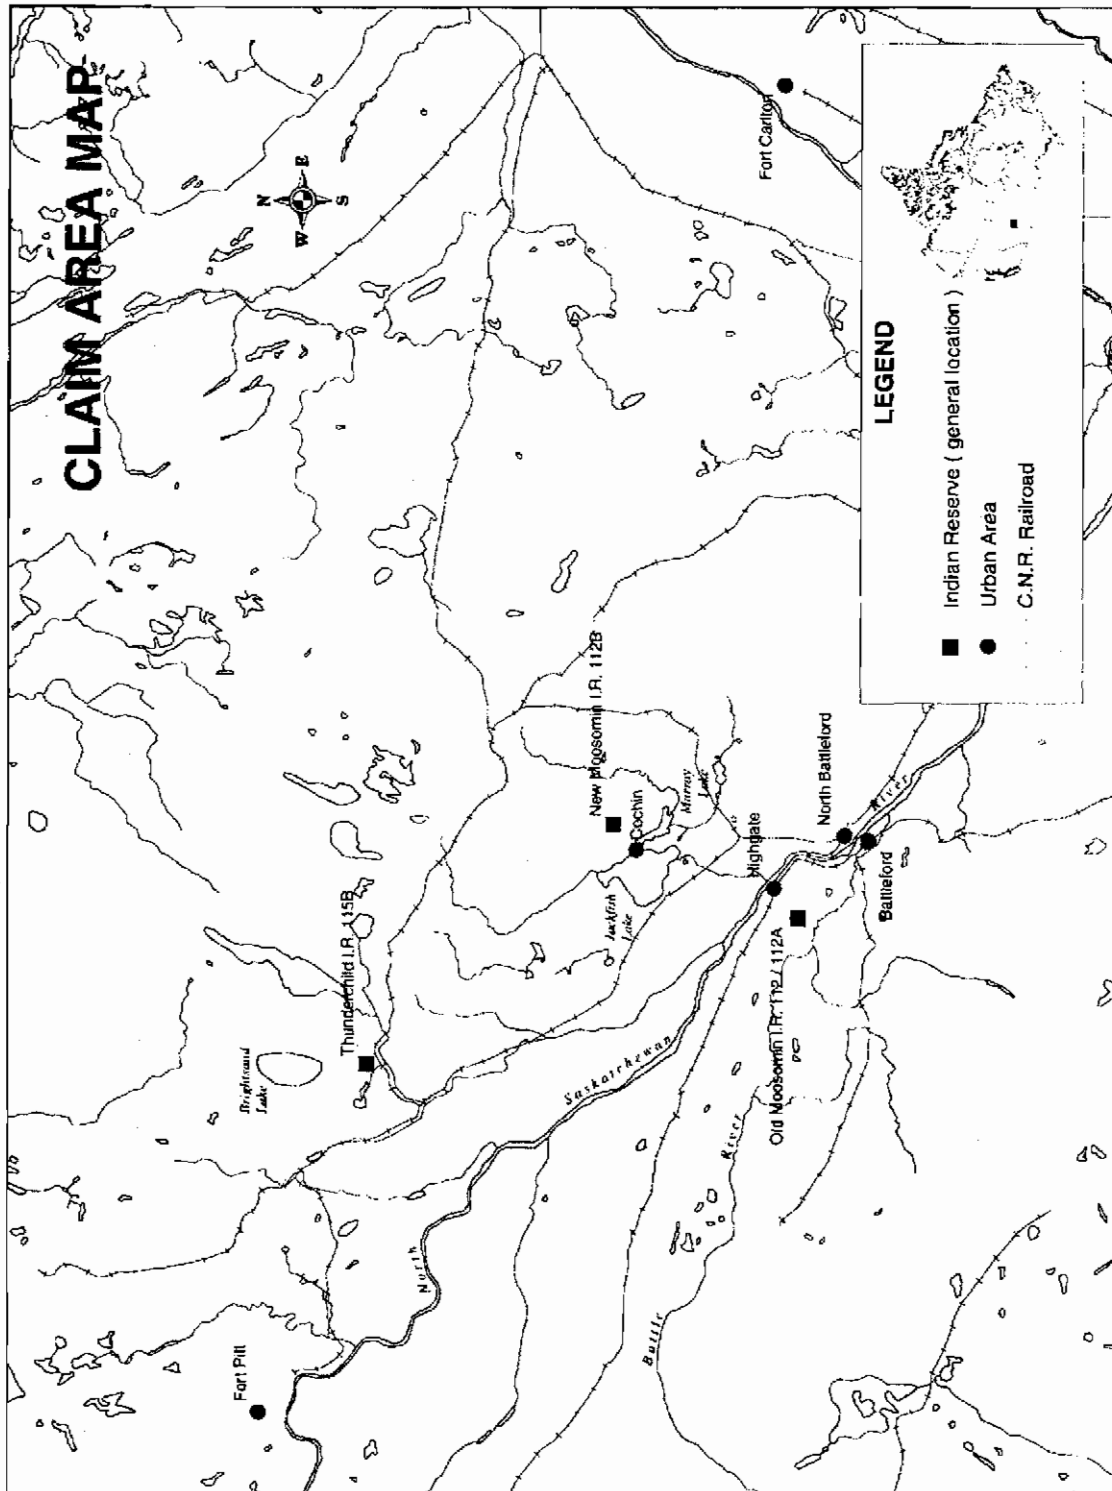 CLAIM AREA MAP
N
W
E
S
Fort Pitt
Brightsand
Lake
Thunderchild I.R. 115B
North
Saskatchewan
River
Battle
River
Jackfish
Lake
New Moosomin I.R. 112B
Cochin
Murray
Lake
Highgate
Old Moosomin I.R. 112 / 112A
North Battleford
Battleford
Fort Carlton
LEGEND
Indian Reserve ( general location )
Urban Area
C.N.R. Railroad